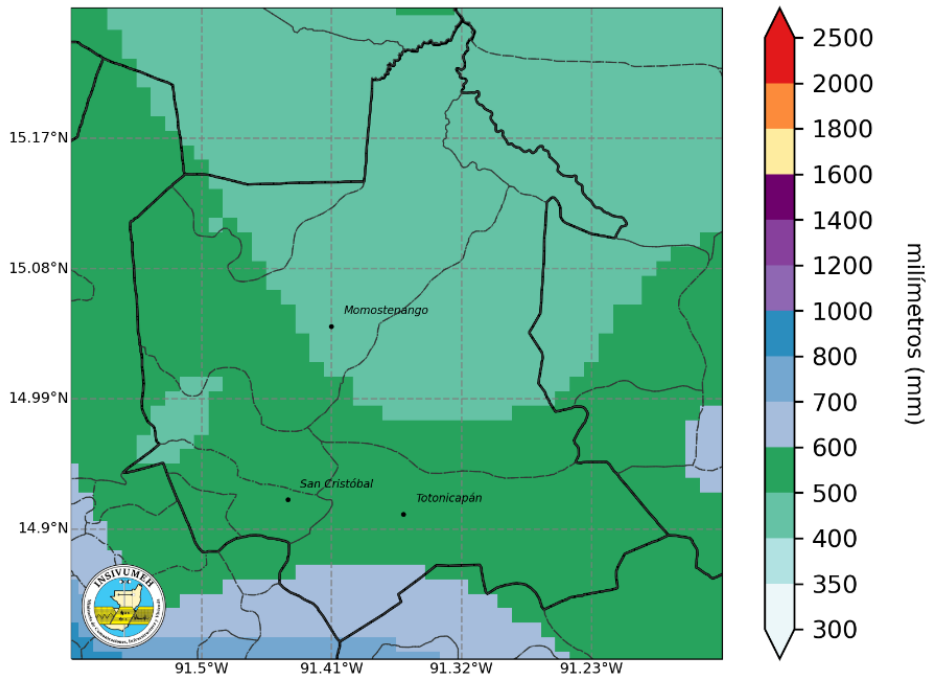 15.17°N
15.08°N
14.99°N
14.9°N
91.5°W
91.41°W
91.32°W
91.23°W
Momostenango
San Cristóbal
Totonicapán
INSIVUMEH
2500
2000
1800
1600
1400
1200
1000
800
700
600
500
400
350
300
milímetros (mm)